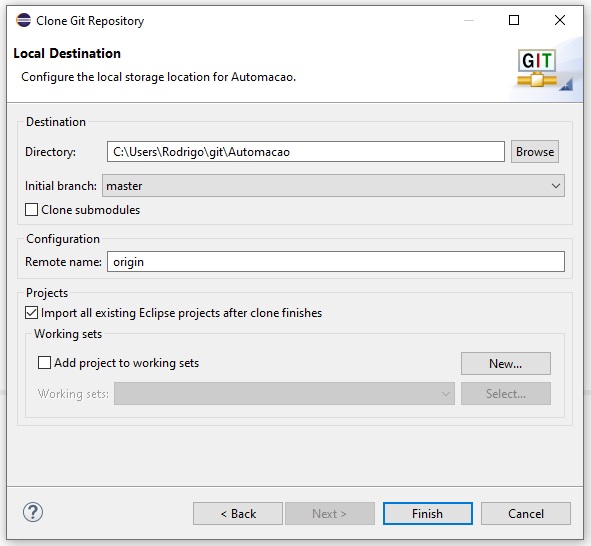 Clone Git Repository
Local Destination
Configure the local storage location for Automacao.
GIT
Destination
Directory: C:\Users\Rodrigo\git\Automacao Browse
Initial branch: master
Clone submodules
Configuration
Remote name: origin
Projects
Import all existing Eclipse projects after clone finishes
Working sets
Add project to working sets New...
Working sets: Select...
? < Back Next > Finish Cancel